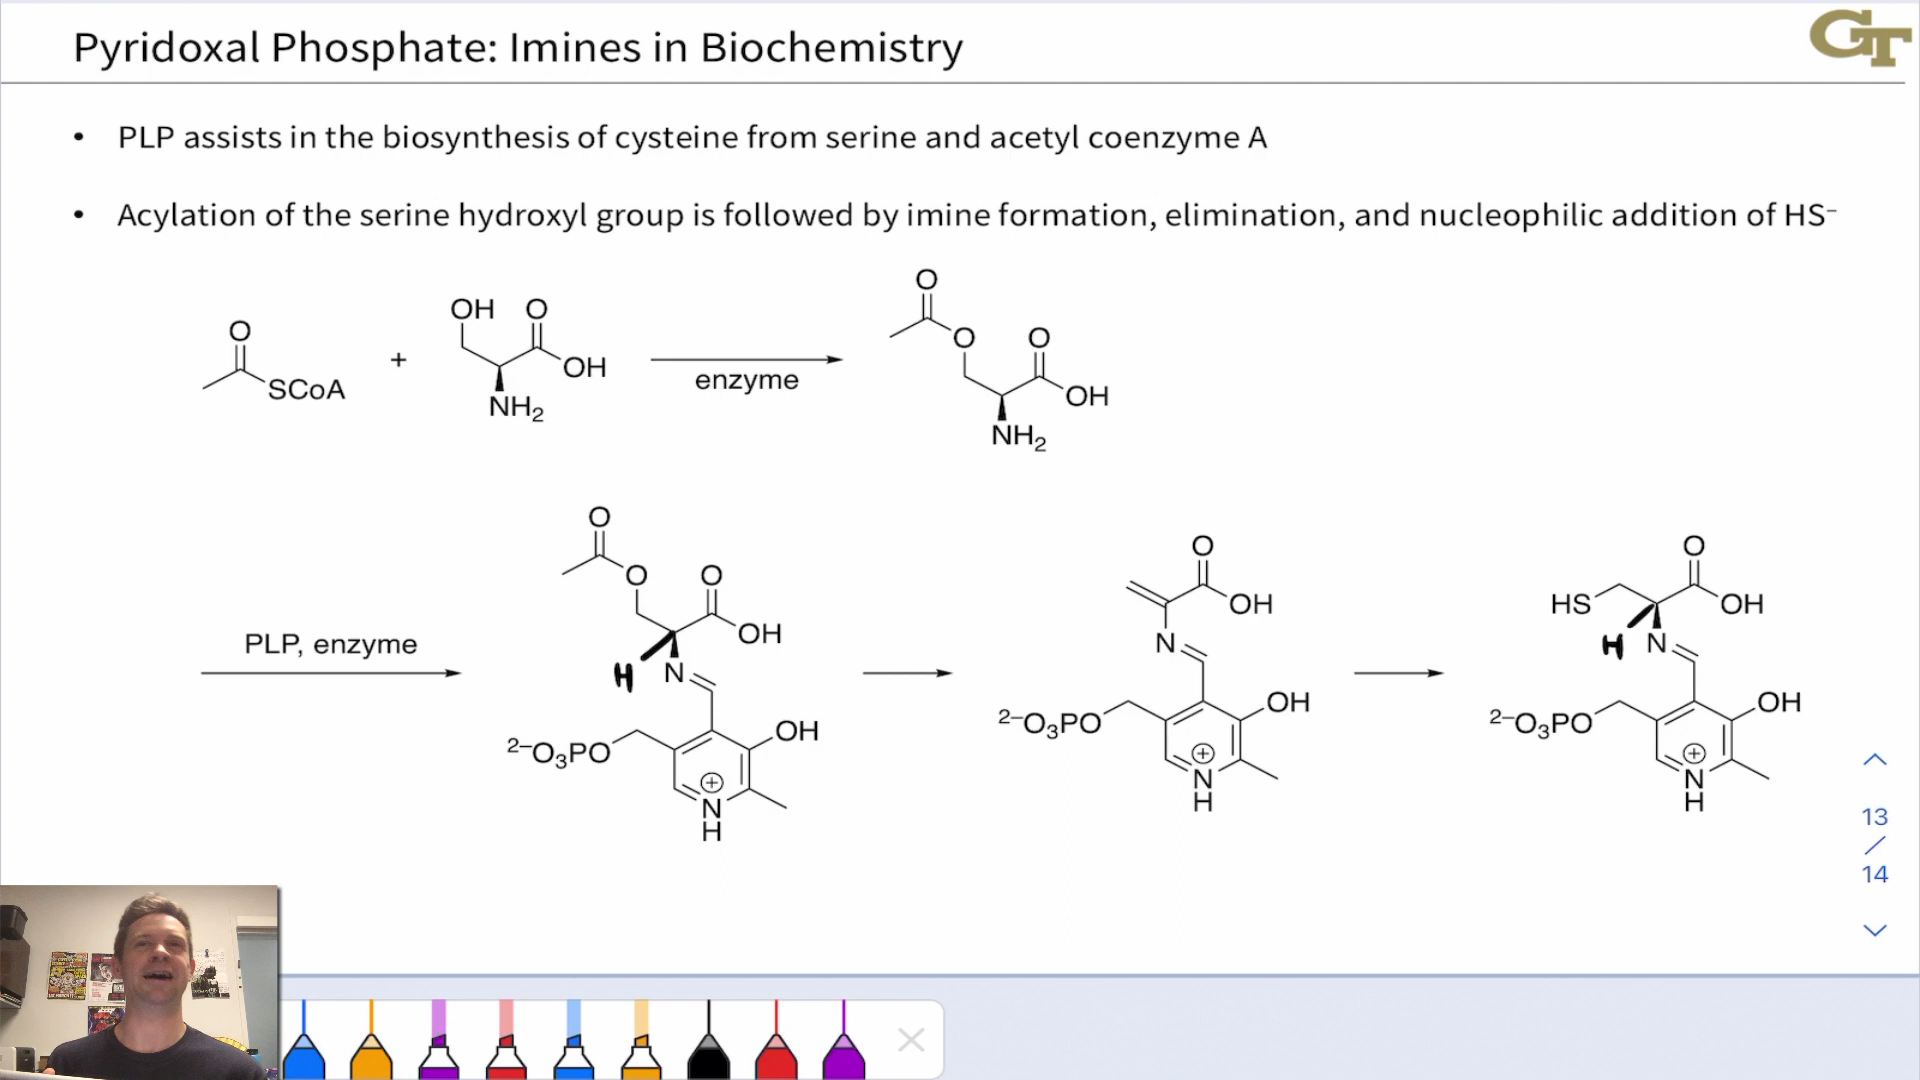 Pyridoxal Phosphate: Imines in Biochemistry
GT
• PLP assists in the biosynthesis of cysteine from serine and acetyl coenzyme A
• Acylation of the serine hydroxyl group is followed by imine formation, elimination, and nucleophilic addition of HS⁻
O
SCoA
+
OH
O
OH
NH₂
enzyme
O
O
O
OH
NH₂
PLP, enzyme
O
O
O
OH
H
N
OH
²⁻O₃PO
⊕
N
H
O
OH
N
OH
²⁻O₃PO
⊕
N
H
O
HS
OH
H
N
OH
²⁻O₃PO
⊕
N
H
13
/
14